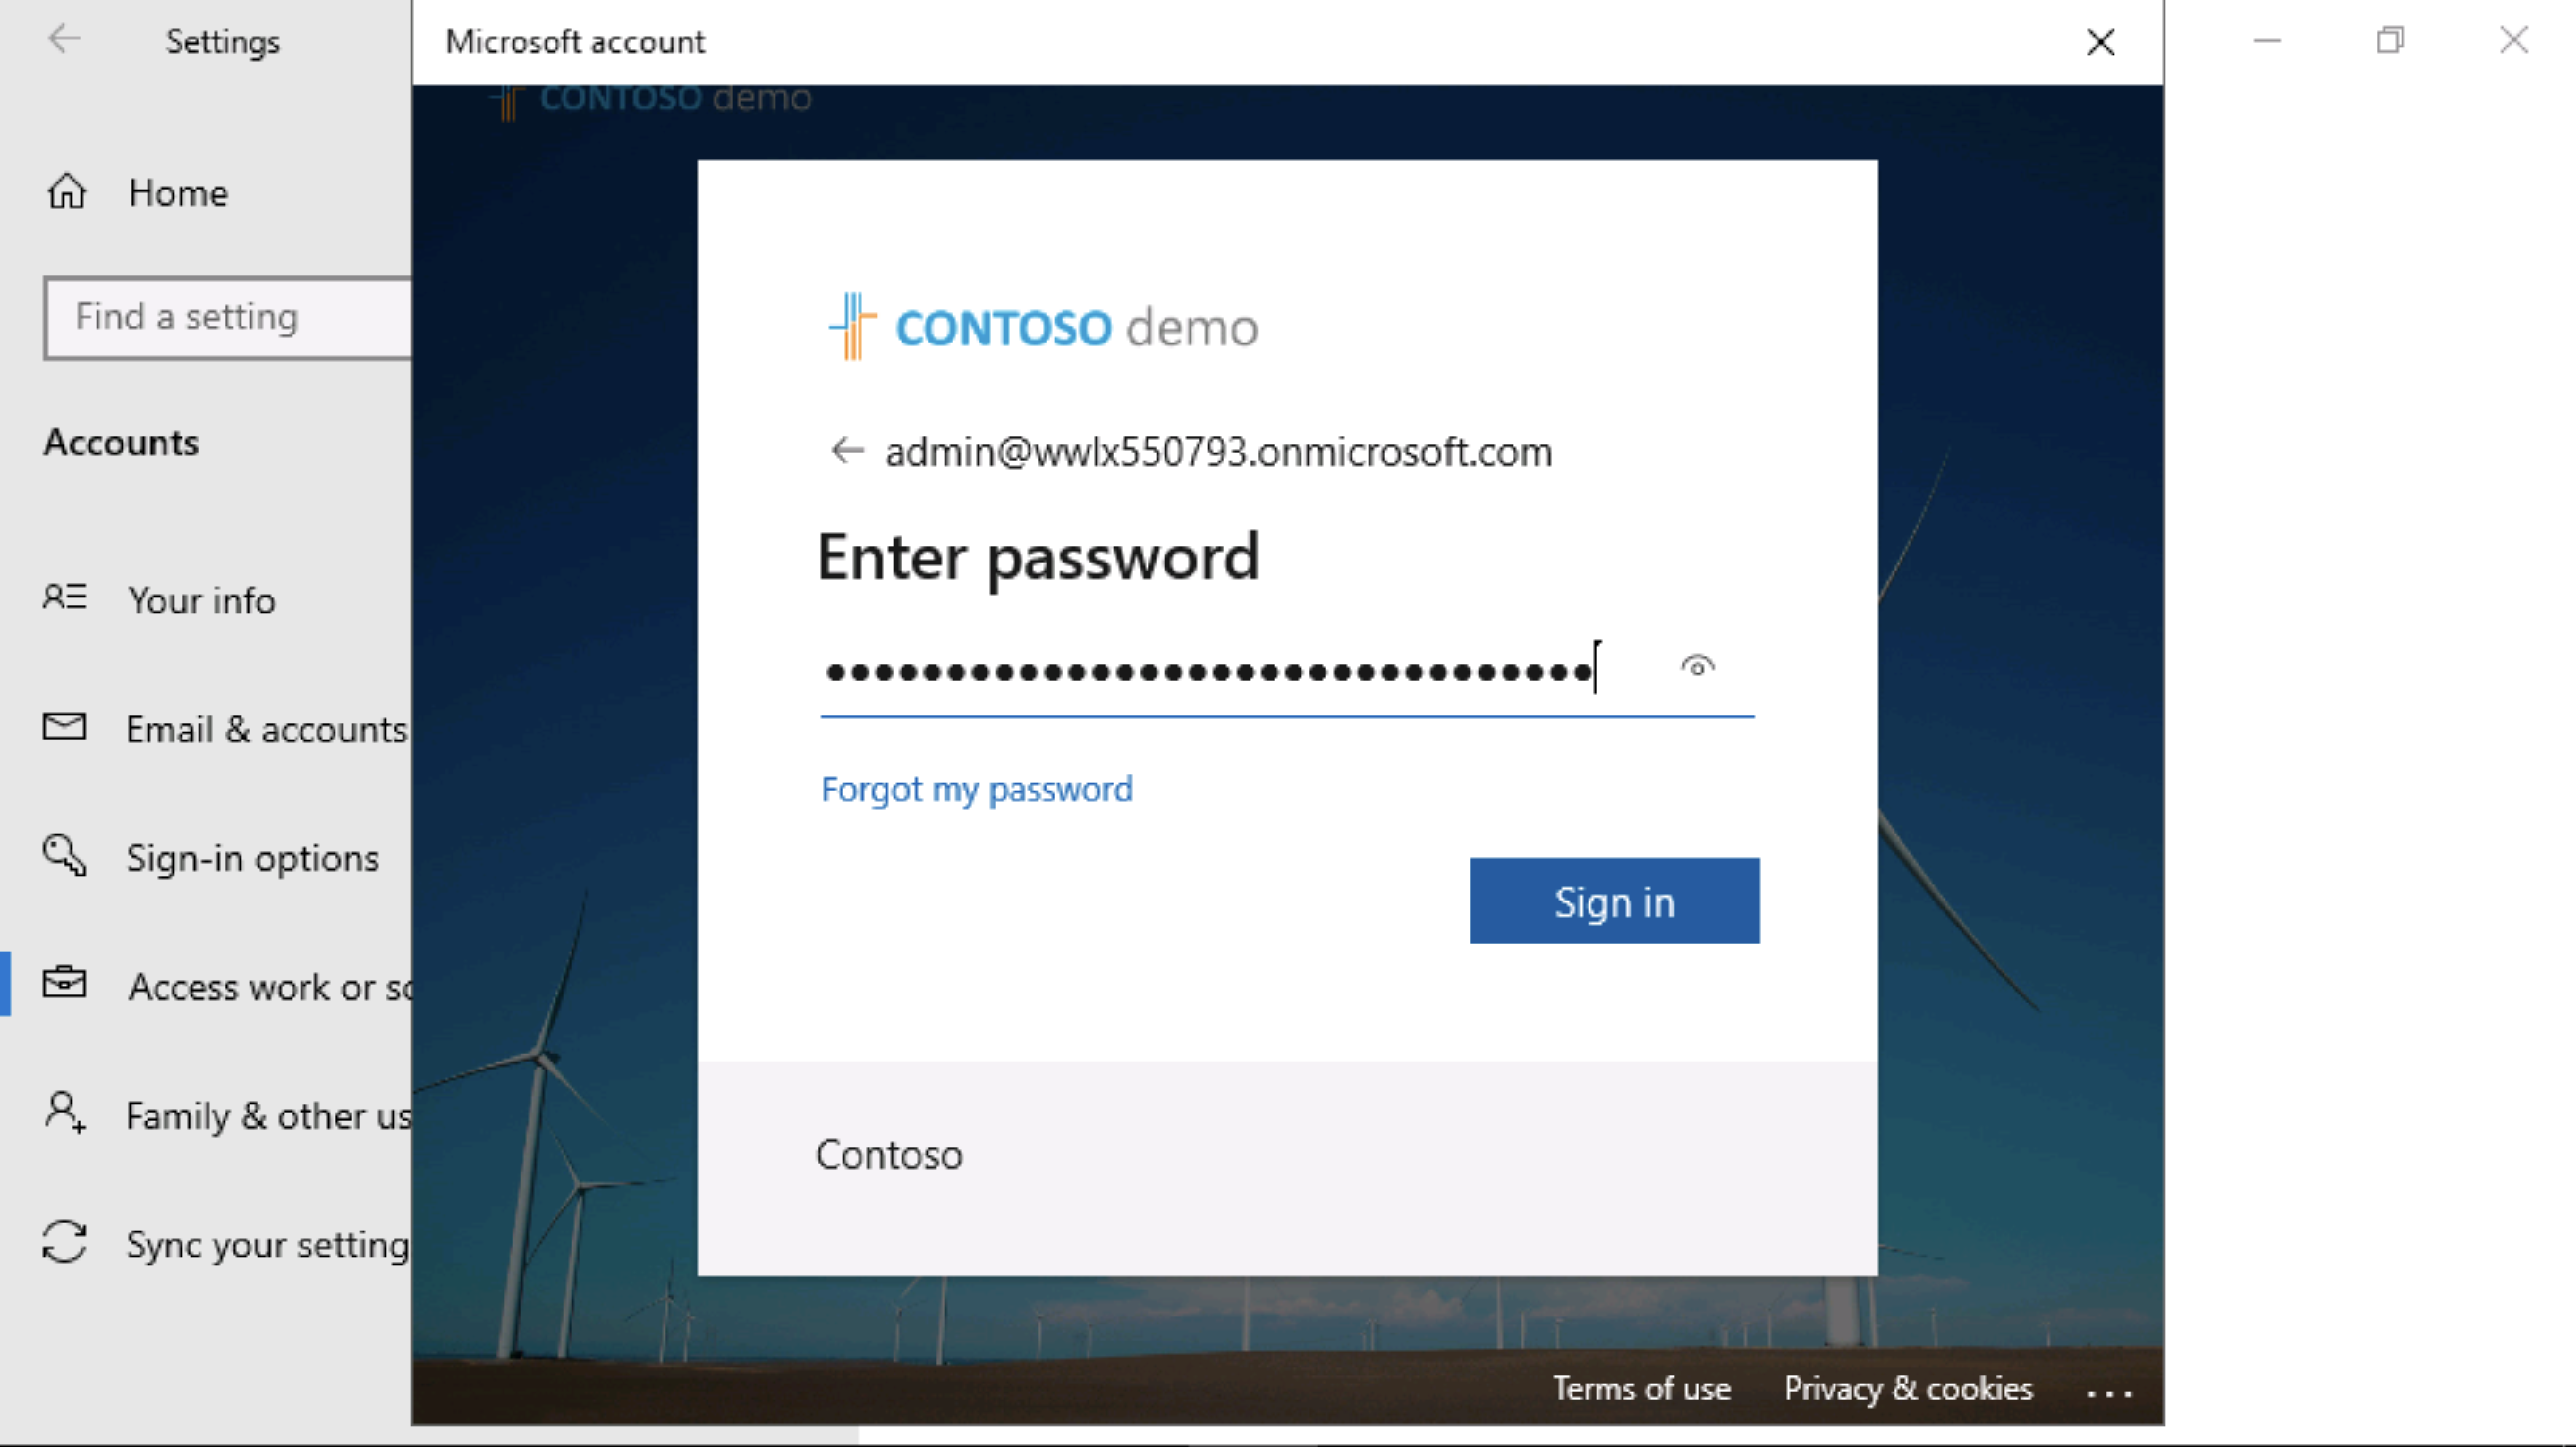 Settings
Home
Find a setting
Accounts
Your info
Email & accounts
Sign-in options
Access work or sc
Family & other us
Sync your setting
Microsoft account
CONTOSO demo
CONTOSO demo
admin@wwlx550793.onmicrosoft.com
Enter password
Forgot my password
Sign in
Contoso
Terms of use
Privacy & cookies